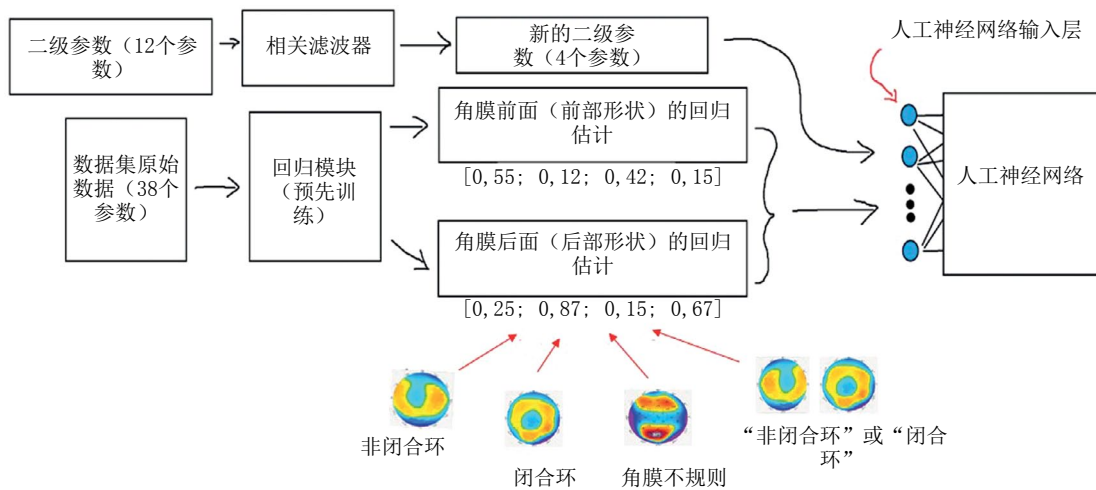 二级参数（12个参
数）
相关滤波器
新的二级参
数（4个参数）
人工神经网络输入层
数据集原始
数据（38个
参数）
回归模块
（预先训
练）
角膜前面（前部形状）的回归
估计
[0,55; 0,12; 0,42; 0,15]
角膜后面（后部形状）的回归
估计
[0,25; 0,87; 0,15; 0,67]
人工神经网络
非闭合环
闭合环
角膜不规则
“非闭合环”或“闭合
环”